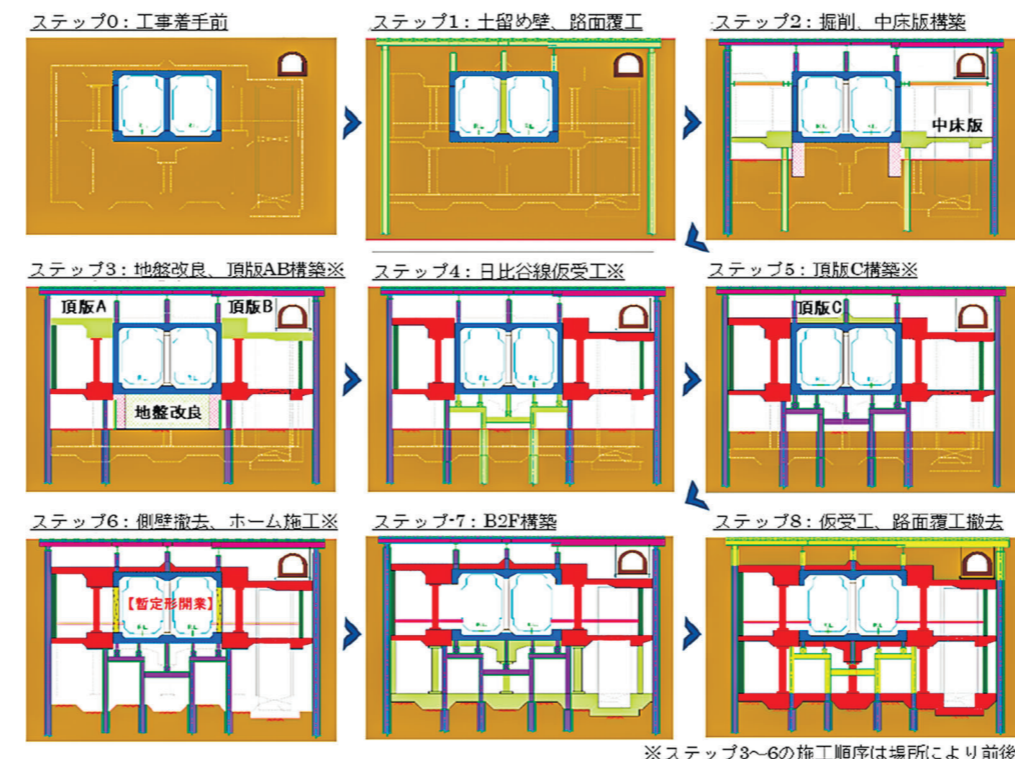 ステップ0：工事着手前
ステップ1：土留め壁、路面覆工
ステップ2：掘削、中床版構築
中床版
ステップ3：地盤改良、頂版AB構築※
頂版A
頂版B
地盤改良
ステップ4：日比谷線仮受工※
ステップ5：頂版C構築※
頂版C
ステップ6：側壁撤去、ホーム施工※
【暫定形開業】
ステップ-7：B2F構築
ステップ8：仮受工、路面覆工撤去
※ステップ3～6の施工順序は場所により前後